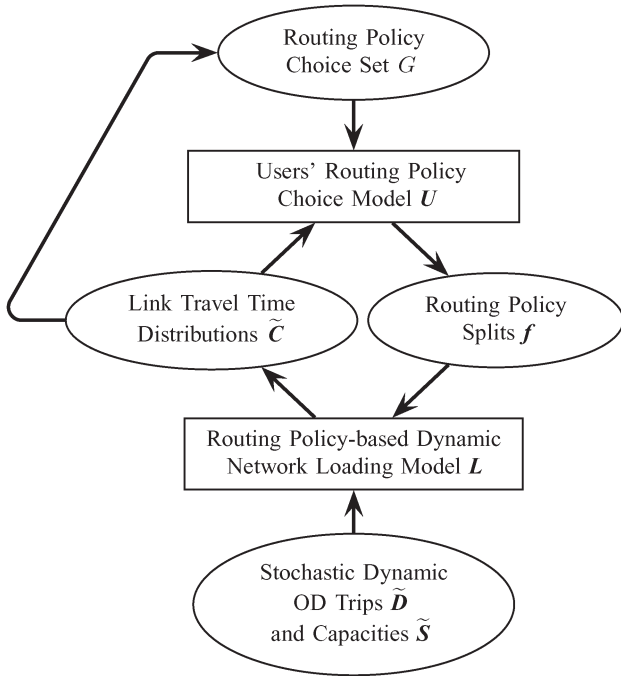 Routing Policy
Choice Set G
Users’ Routing Policy
Choice Model U
Link Travel Time
Distributions C̃
Routing Policy
Splits f
Routing Policy-based Dynamic
Network Loading Model L
Stochastic Dynamic
OD Trips D̃
and Capacities S̃